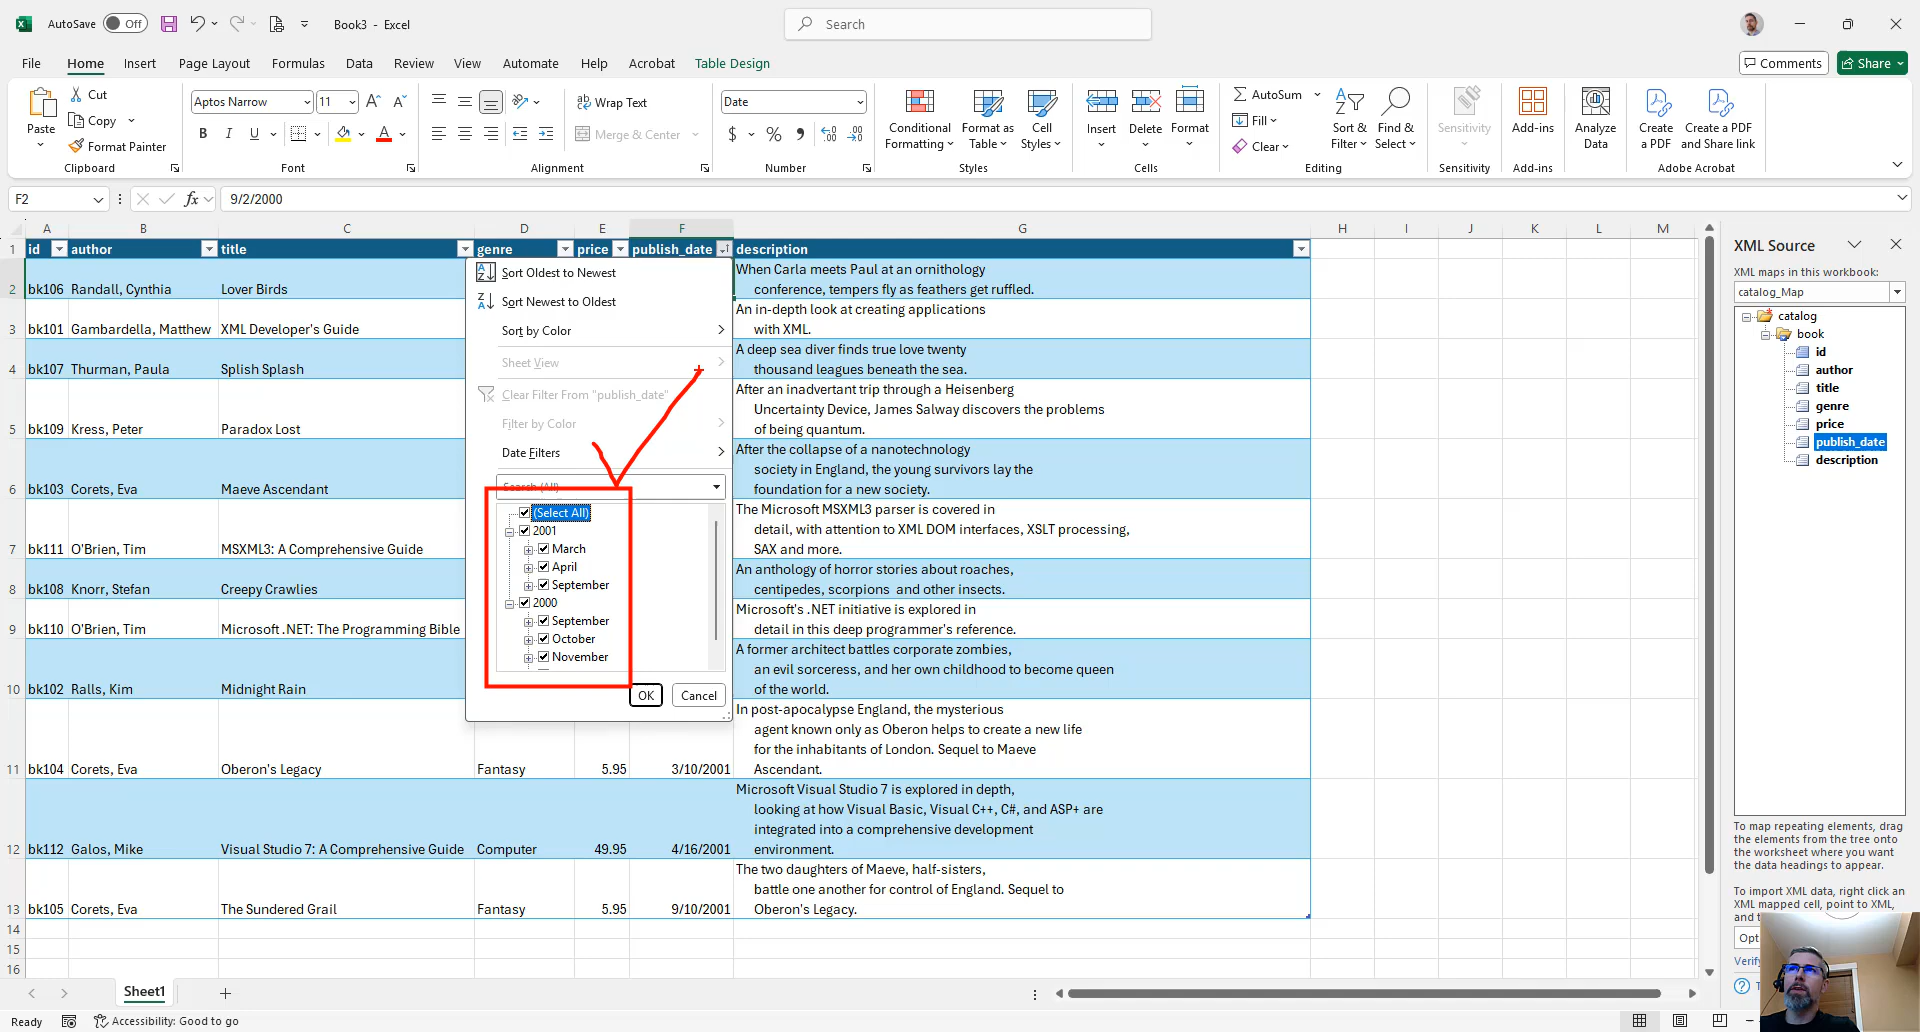 AutoSave Off Book3 - Excel Search
File Home Insert Page Layout Formulas Data Review View Automate Help Acrobat Table Design Comments Share
Paste Cut Copy Format Painter Clipboard
Aptos Narrow 11 A A B I U A Font
Wrap Text Merge & Center Alignment
Date $ % Number
Conditional Formatting Format as Table Cell Styles Styles
Insert Delete Format Cells
AutoSum Fill Clear Sort & Filter Find & Select Editing
Sensitivity Sensitivity
Add-ins Add-ins
Analyze Data
Create a PDF Create a PDF and Share link Adobe Acrobat
F2 fx 9/2/2000
A B C D E F G H I J K L M
1 id author title genre price publish_date description
2 bk106 Randall, Cynthia Lover Birds
When Carla meets Paul at an ornithology
conference, tempers fly as feathers get ruffled.
3 bk101 Gambardella, Matthew XML Developer's Guide
An in-depth look at creating applications
with XML.
4 bk107 Thurman, Paula Splish Splash
A deep sea diver finds true love twenty
thousand leagues beneath the sea.
5 bk109 Kress, Peter Paradox Lost
After an inadvertant trip through a Heisenberg
Uncertainty Device, James Salway discovers the problems
of being quantum.
6 bk103 Corets, Eva Maeve Ascendant
After the collapse of a nanotechnology
society in England, the young survivors lay the
foundation for a new society.
7 bk111 O'Brien, Tim MSXML3: A Comprehensive Guide
The Microsoft MSXML3 parser is covered in
detail, with attention to XML DOM interfaces, XSLT processing,
SAX and more.
8 bk108 Knorr, Stefan Creepy Crawlies
An anthology of horror stories about roaches,
centipedes, scorpions and other insects.
9 bk110 O'Brien, Tim Microsoft .NET: The Programming Bible
Microsoft's .NET initiative is explored in
detail in this deep programmer's reference.
10 bk102 Ralls, Kim Midnight Rain
A former architect battles corporate zombies,
an evil sorceress, and her own childhood to become queen
of the world.
11 bk104 Corets, Eva Oberon's Legacy Fantasy 5.95 3/10/2001
In post-apocalypse England, the mysterious
agent known only as Oberon helps to create a new life
for the inhabitants of London. Sequel to Maeve
Ascendant.
12 bk112 Galos, Mike Visual Studio 7: A Comprehensive Guide Computer 49.95 4/16/2001
Microsoft Visual Studio 7 is explored in depth,
looking at how Visual Basic, Visual C++, C#, and ASP+ are
integrated into a comprehensive development
environment.
13 bk105 Corets, Eva The Sundered Grail Fantasy 5.95 9/10/2001
The two daughters of Maeve, half-sisters,
battle one another for control of England. Sequel to
Oberon's Legacy.
14
15
16
Sort Oldest to Newest
Sort Newest to Oldest
Sort by Color
Sheet View
Clear Filter From "publish_date"
Filter by Color
Date Filters
Search (All)
(Select All)
2001
March
April
September
2000
September
October
November
OK Cancel
XML Source
XML maps in this workbook:
catalog_Map
catalog
book
id
author
title
genre
price
publish_date
description
To map repeating elements, drag
the elements from the tree onto
the worksheet where you want
the data headings to appear.
To import XML data, right click an
XML mapped cell, point to XML,
Sheet1
Ready Accessibility: Good to go